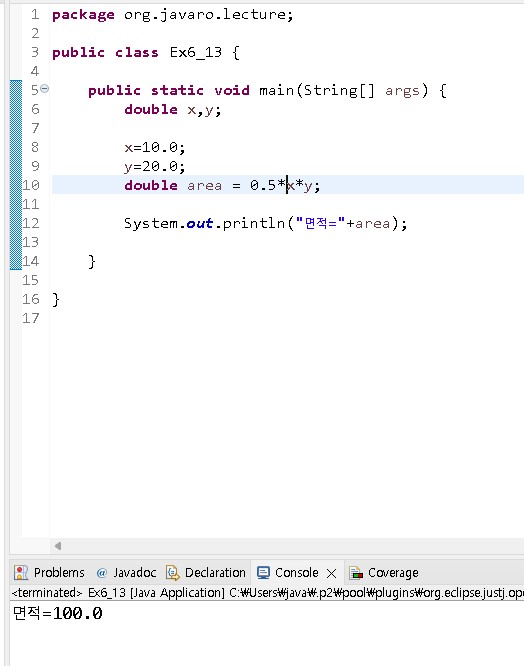 1 package org.javaro.lecture;
2
3 public class Ex6_13 {
4
5 public static void main(String[] args) {
6 double x,y;
7
8 x=10.0;
9 y=20.0;
10 double area = 0.5*x*y;
11
12 System.out.println("면적="+area);
13
14 }
15
16 }
17
Problems @ Javadoc Declaration Console Coverage
<terminated> Ex6_13 [Java Application] C:₩Users₩java₩.p2₩pool₩plugins₩org.eclipse.justj.ope
면적=100.0